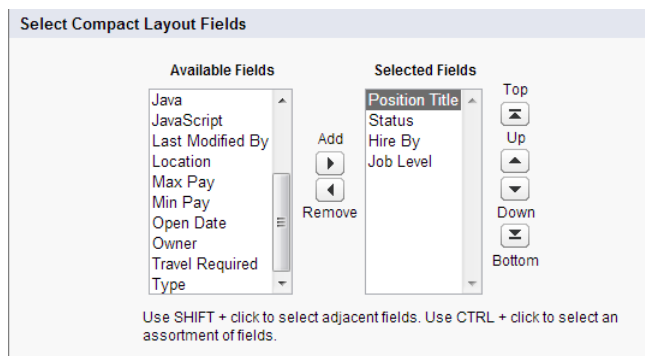 Select Compact Layout Fields
Available Fields
Selected Fields
Java
JavaScript
Last Modified By
Location
Max Pay
Min Pay
Open Date
Owner
Travel Required
Type
Add
Remove
Position Title
Status
Hire By
Job Level
Top
Up
Down
Bottom
Use SHIFT + click to select adjacent fields. Use CTRL + click to select an
assortment of fields.